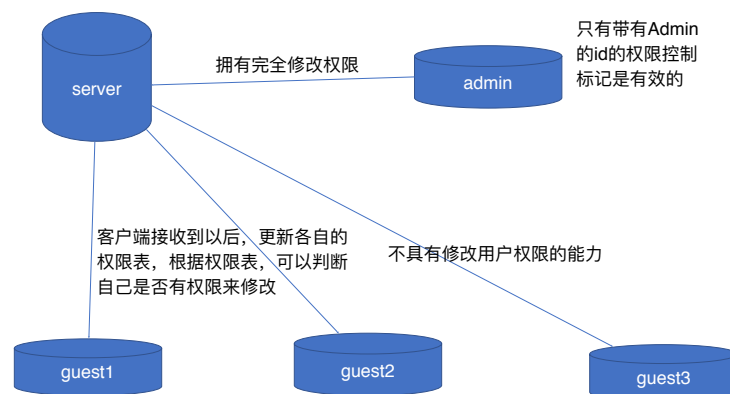 只有带有Admin
的id的权限控制
标记是有效的
拥有完全修改权限
server
admin
客户端接收到以后，更新各自的
权限表，根据权限表，可以判断
自己是否有权限来修改
不具有修改用户权限的能力
guest1
guest2
guest3